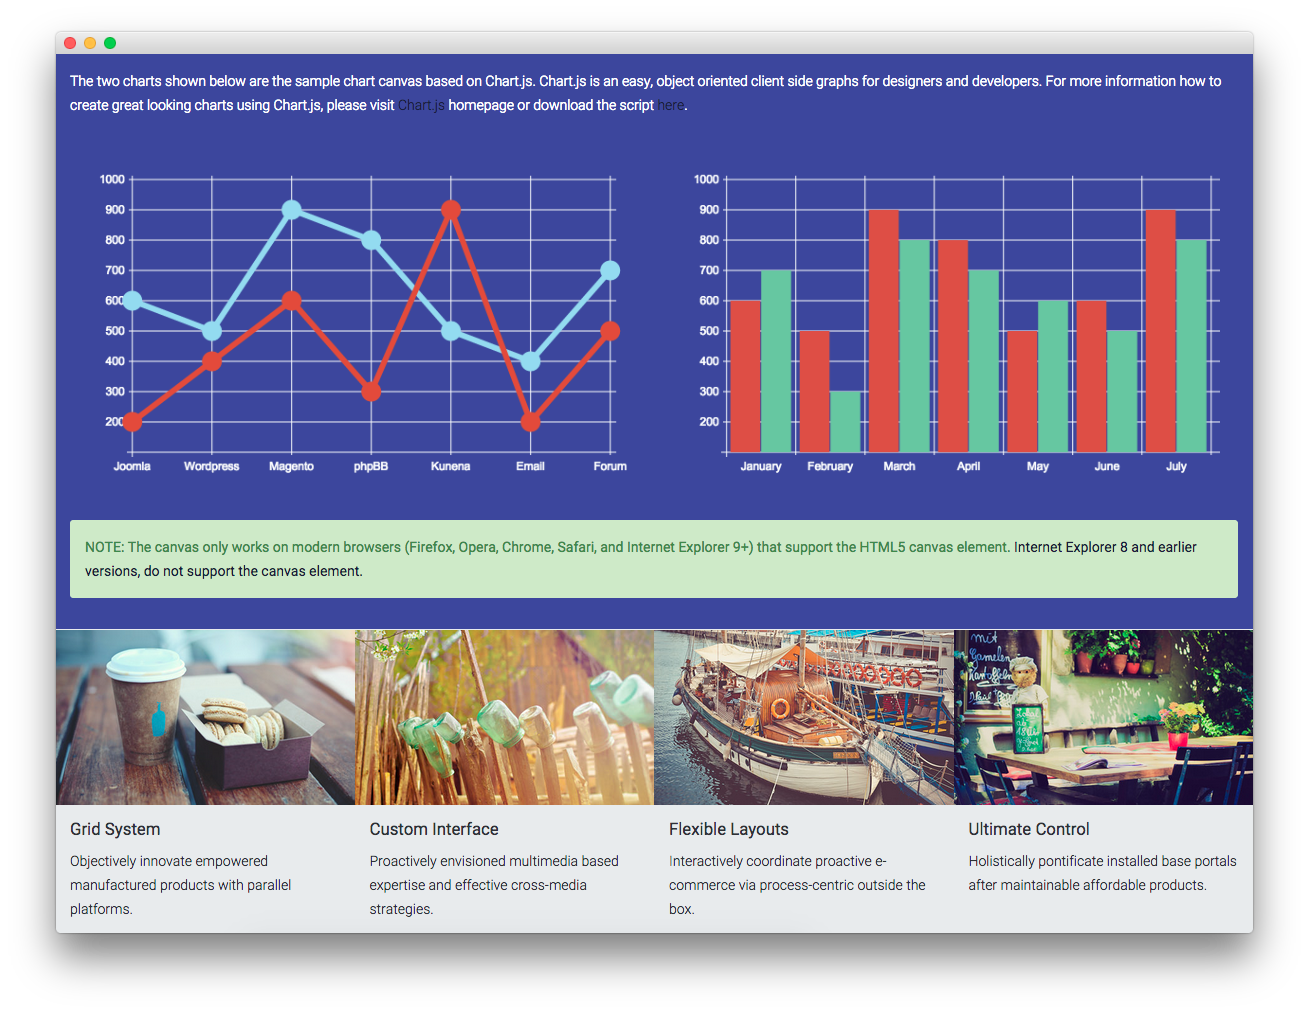 The two charts shown below are the sample chart canvas based on Chart.js. Chart.js is an easy, object oriented client side graphs for designers and developers. For more information how to
create great looking charts using Chart.js, please visit Chart.js homepage or download the script here.
1000
900
800
700
600
500
400
300
200
Joomla Wordpress Magento phpBB Kunena Email Forum
1000
900
800
700
600
500
400
300
200
January February March April May June July
NOTE: The canvas only works on modern browsers (Firefox, Opera, Chrome, Safari, and Internet Explorer 9+) that support the HTML5 canvas element. Internet Explorer 8 and earlier
versions, do not support the canvas element.
mit
Grid System
Objectively innovate empowered
manufactured products with parallel
platforms.
Custom Interface
Proactively envisioned multimedia based
expertise and effective cross-media
strategies.
Flexible Layouts
Interactively coordinate proactive e-
commerce via process-centric outside the
box.
Ultimate Control
Holistically pontificate installed base portals
after maintainable affordable products.